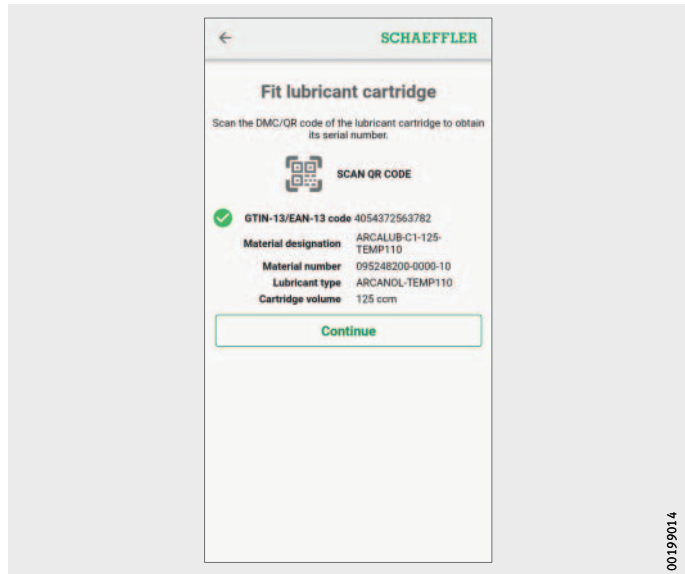 SCHAEFFLER
Fit lubricant cartridge
Scan the DMC/QR code of the lubricant cartridge to obtain
its serial number.
SCAN QR CODE
GTIN-13/EAN-13 code 4054372563782
Material designation ARCALUB-C1-125-
TEMP110
Material number 095248200-0000-10
Lubricant type ARCANOL-TEMP110
Cartridge volume 125 ccm
Continue
00199014